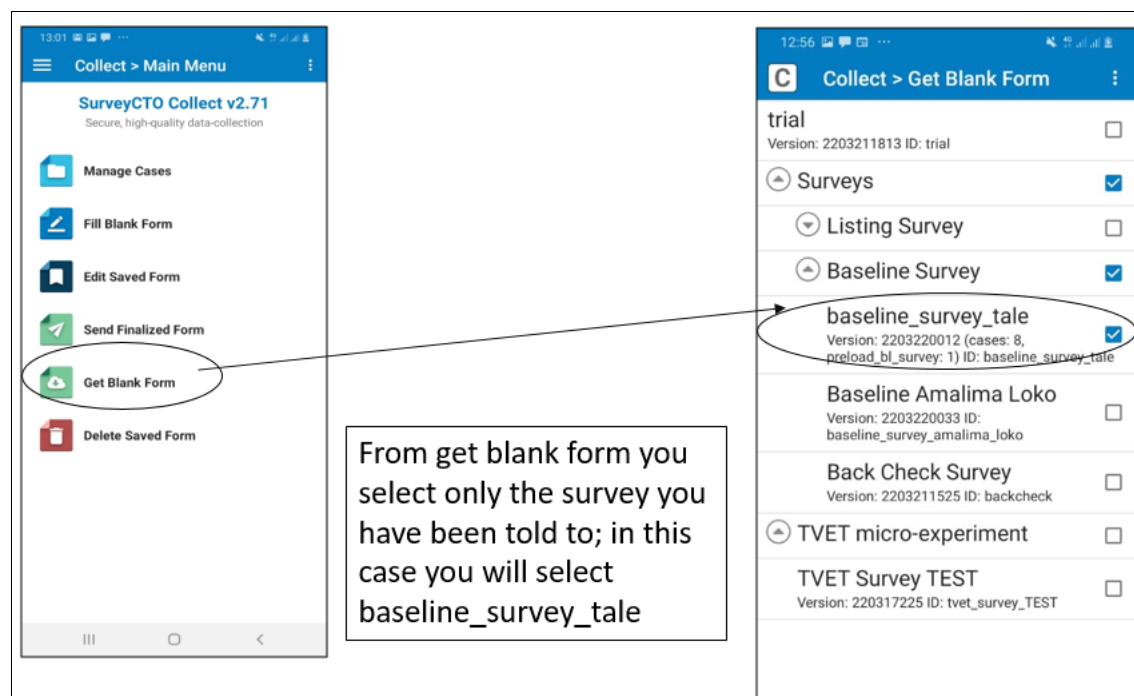 13:01
Collect > Main Menu
SurveyCTO Collect v2.71
Secure, high-quality data-collection
Manage Cases
Fill Blank Form
Edit Saved Form
Send Finalized Form
Get Blank Form
Delete Saved Form
From get blank form you
select only the survey you
have been told to; in this
case you will select
baseline_survey_tale
12:56
C Collect > Get Blank Form
trial
Version: 2203211813 ID: trial
Surveys
Listing Survey
Baseline Survey
baseline_survey_tale
Version: 2203220012 (cases: 8,
preload_bl_survey: 1) ID: baseline_survey_tale
Baseline Amalima Loko
Version: 2203220033 ID:
baseline_survey_amalima_loko
Back Check Survey
Version: 2203211525 ID: backcheck
TVET micro-experiment
TVET Survey TEST
Version: 220317225 ID: tvet_survey_TEST